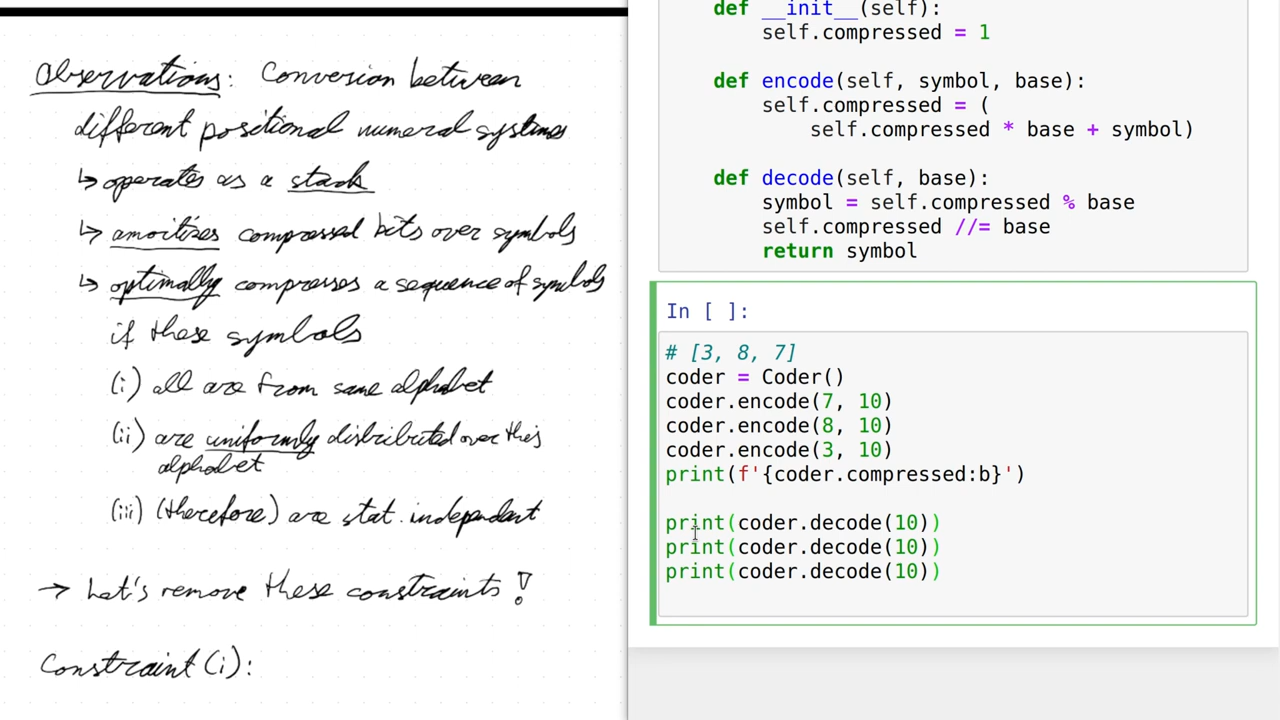 Observations: Conversion between
different positional numeral systems
↳ operates as a stack
↳ amortizes compressed bits over symbols
↳ optimally compresses a sequence of symbols
if these symbols
(i) all are from same alphabet
(ii) are uniformly distributed over this
alphabet
(iii) (therefore) are stat. independent
→ Let's remove these constraints!
Constraint (i):
def __init__(self):
self.compressed = 1
def encode(self, symbol, base):
self.compressed = (
self.compressed * base + symbol)
def decode(self, base):
symbol = self.compressed % base
self.compressed //= base
return symbol
In [ ]:
# [3, 8, 7]
coder = Coder()
coder.encode(7, 10)
coder.encode(8, 10)
coder.encode(3, 10)
print(f'{coder.compressed:b}')
print(coder.decode(10))
print(coder.decode(10))
print(coder.decode(10))